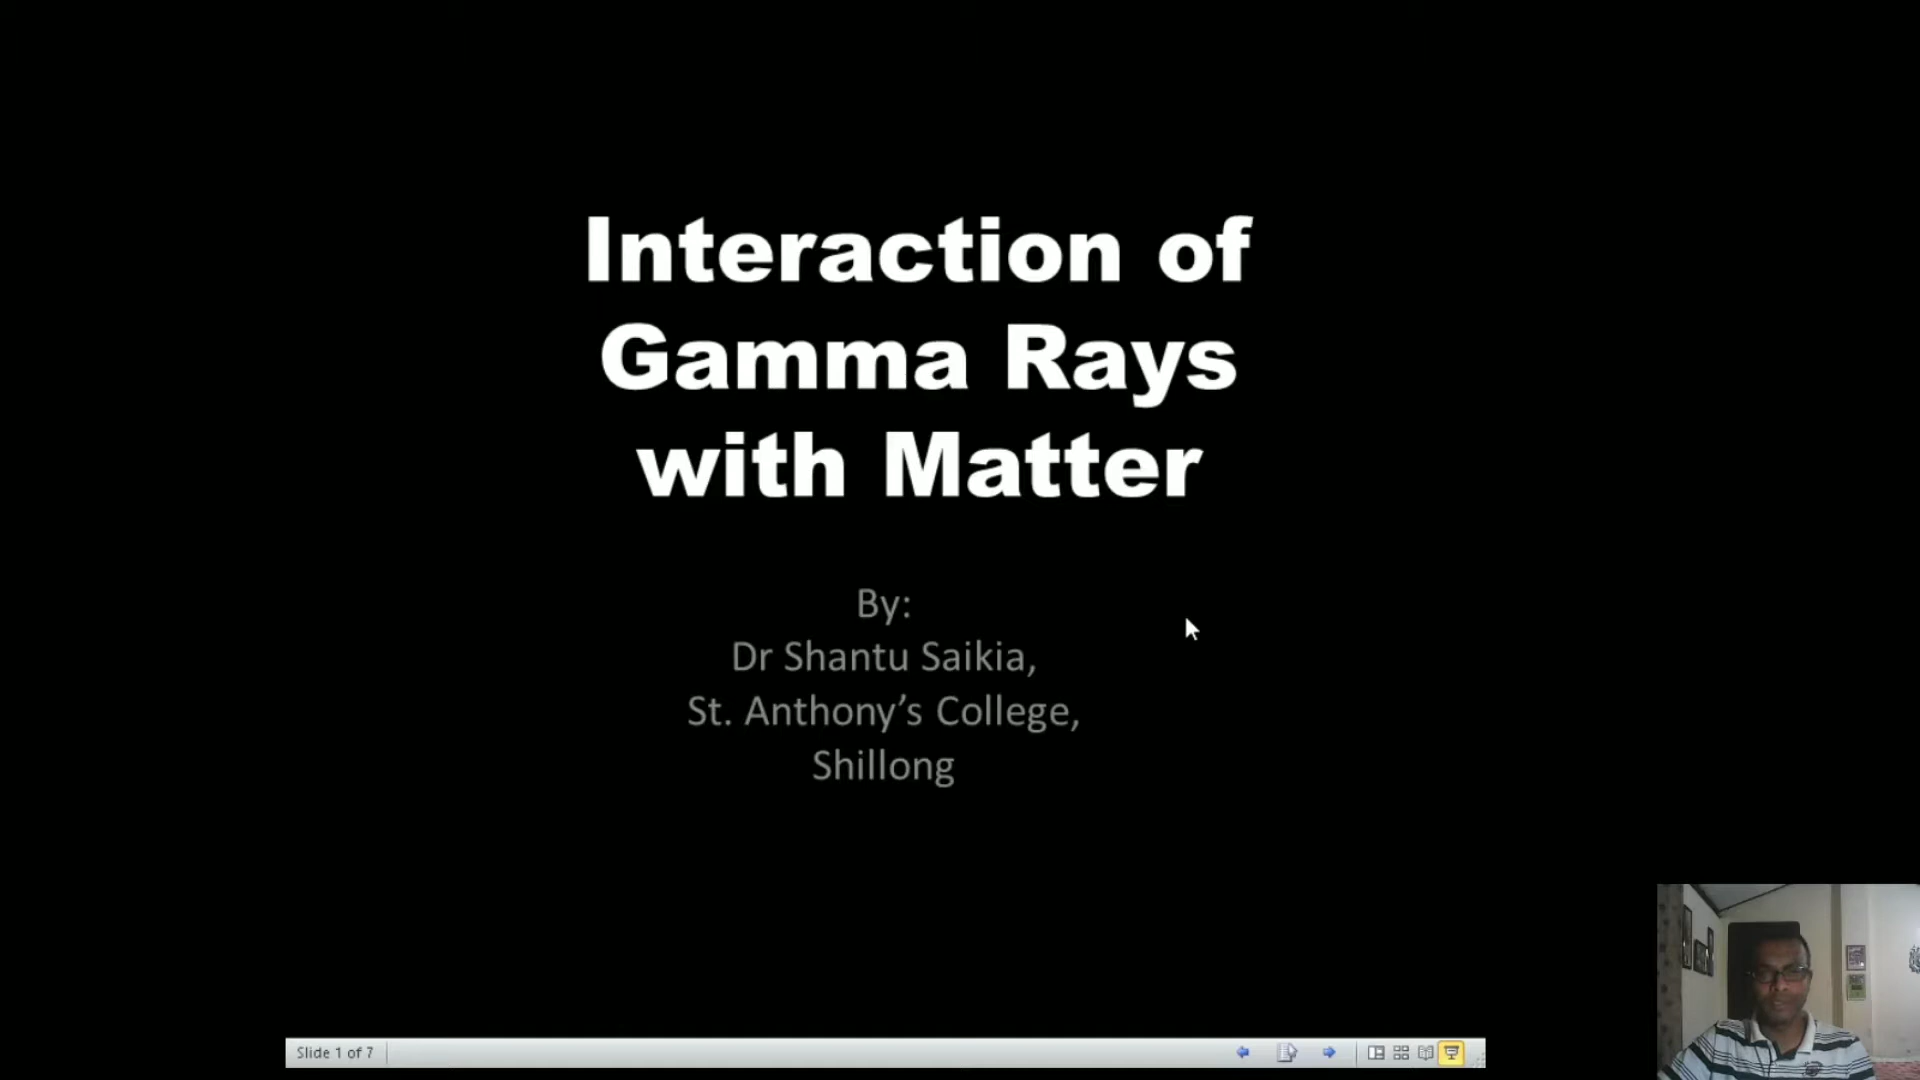 Interaction of
Gamma Rays
with Matter
By:
Dr Shantu Saikia,
St. Anthony’s College,
Shillong
Slide 1 of 7